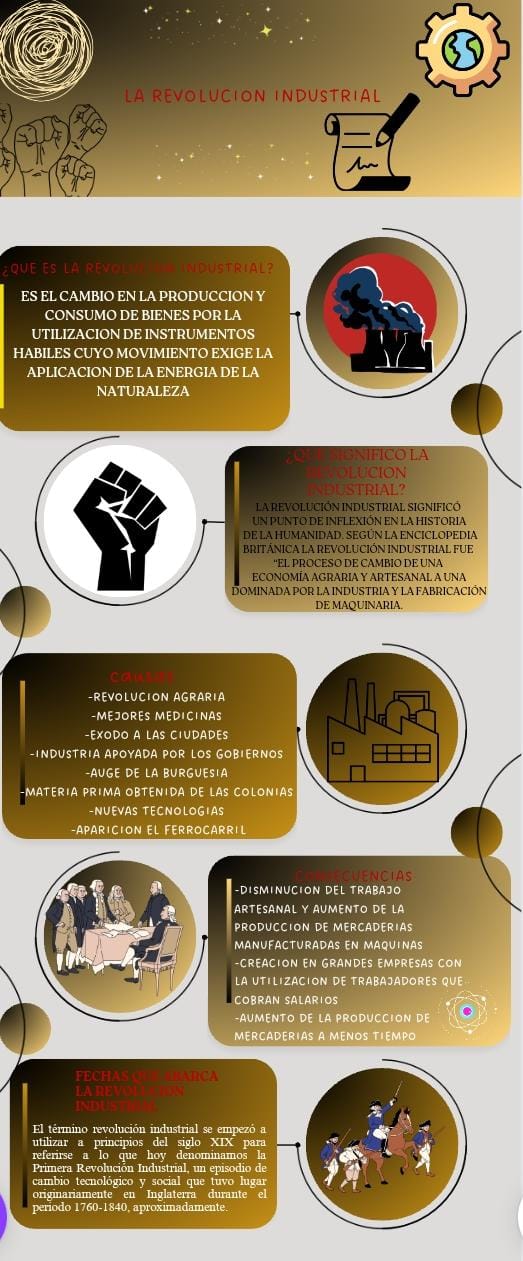 LA REVOLUCION INDUSTRIAL
¿QUE ES LA REVOLUCION INDUSTRIAL?
ES EL CAMBIO EN LA PRODUCCION Y
CONSUMO DE BIENES POR LA
UTILIZACION DE INSTRUMENTOS
HABILES CUYO MOVIMIENTO EXIGE LA
APLICACION DE LA ENERGIA DE LA
NATURALEZA
¿QUE SIGNIFICO LA
REVOLUCION
INDUSTRIAL?
LA REVOLUCIÓN INDUSTRIAL SIGNIFICÓ
UN PUNTO DE INFLEXIÓN EN LA HISTORIA
DE LA HUMANIDAD. SEGÚN LA ENCICLOPEDIA
BRITÁNICA LA REVOLUCIÓN INDUSTRIAL FUE
“EL PROCESO DE CAMBIO DE UNA
ECONOMÍA AGRARIA Y ARTESANAL A UNA
DOMINADA POR LA INDUSTRIA Y LA FABRICACIÓN
DE MAQUINARIA.
causas
-REVOLUCION AGRARIA
-MEJORES MEDICINAS
-EXODO A LAS CIUDADES
-INDUSTRIA APOYADA POR LOS GOBIERNOS
-AUGE DE LA BURGUESIA
-MATERIA PRIMA OBTENIDA DE LAS COLONIAS
-NUEVAS TECNOLOGIAS
-APARICION EL FERROCARRIL
CONSECUENCIAS
-DISMINUCION DEL TRABAJO
ARTESANAL Y AUMENTO DE LA
PRODUCCION DE MERCADERIAS
MANUFACTURADAS EN MAQUINAS
-CREACION EN GRANDES EMPRESAS CON
LA UTILIZACION DE TRABAJADORES QUE
COBRAN SALARIOS
-AUMENTO DE LA PRODUCCION DE
MERCADERIAS A MENOS TIEMPO
FECHAS QUE ABARCA
LA REVOLUCION
INDUSTRIAL
El término revolución industrial se empezó a
utilizar a principios del siglo XIX para
referirse a lo que hoy denominamos la
Primera Revolución Industrial, un episodio de
cambio tecnológico y social que tuvo lugar
originariamente en Inglaterra durante el
periodo 1760-1840, aproximadamente.